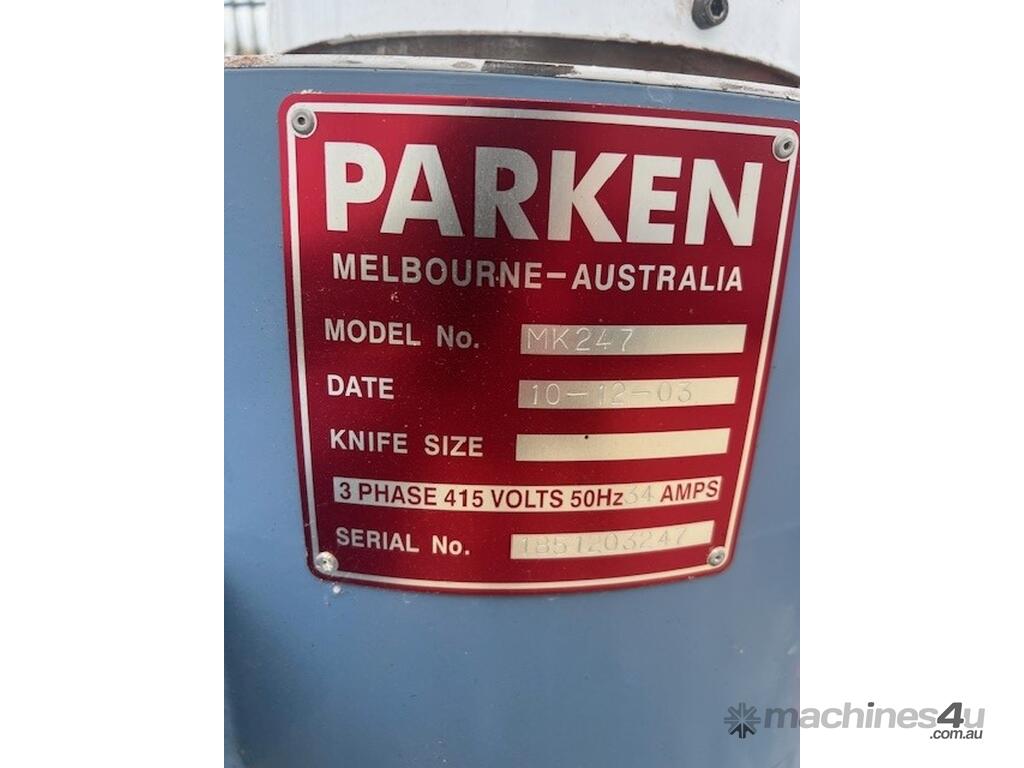 PARKEN
MELBOURNE-AUSTRALIA
MODEL No. MK247
DATE 10-12-03
KNIFE SIZE
3 PHASE 415 VOLTS 50Hz 34 AMPS
SERIAL No. 1851203247
machines4u
.com.au